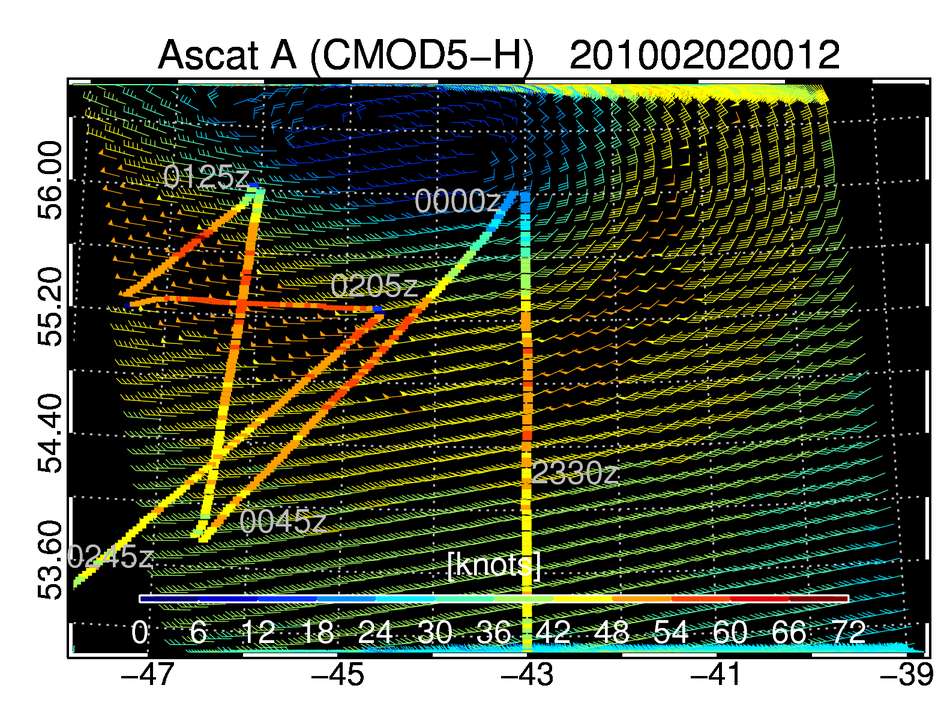 Ascat A (CMOD5−H) 201002020012
56.00
55.20
54.40
53.60
0125z
0000z
0205z
2330z
0045z
0245z
[knots]
0 6 12 18 24 30 36 42 48 54 60 66 72
−47 −45 −43 −41 −39